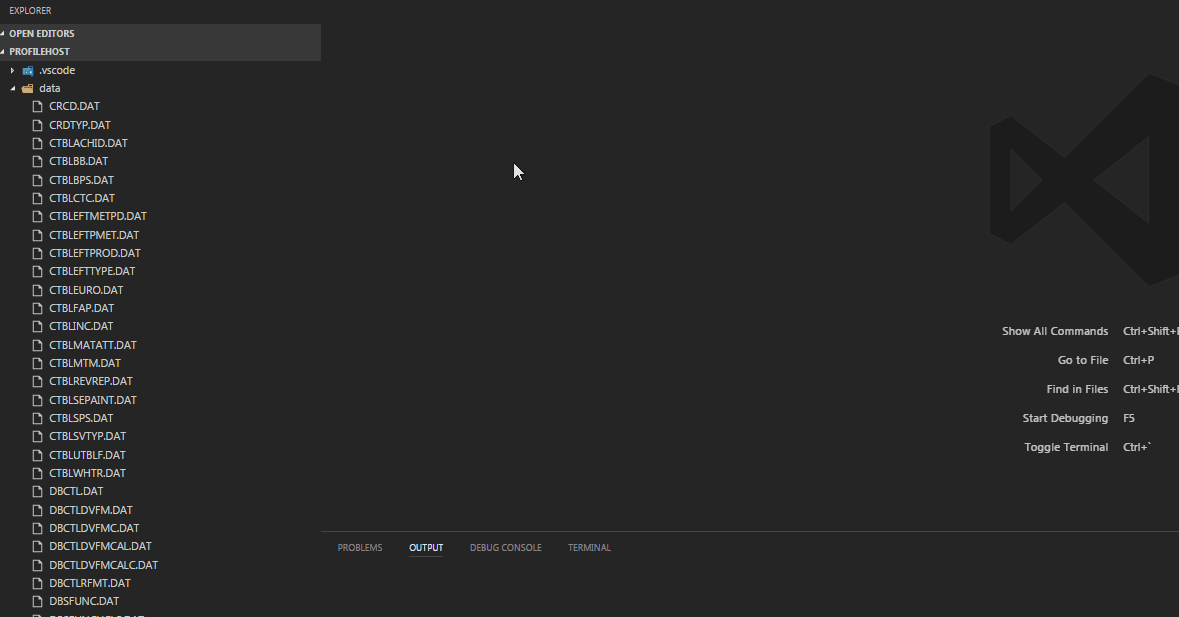 EXPLORER
OPEN EDITORS
PROFILEHOST
.vscode
data
CRCD.DAT
CRDTYP.DAT
CTBLACHID.DAT
CTBLBB.DAT
CTBLBPS.DAT
CTBLCTC.DAT
CTBLEFTMETPD.DAT
CTBLEFTPMET.DAT
CTBLEFTPROD.DAT
CTBLEFTTYPE.DAT
CTBLEURO.DAT
CTBLFAP.DAT
CTBLINC.DAT
CTBLMATATT.DAT
CTBLMTM.DAT
CTBLREVREP.DAT
CTBLSEPAINT.DAT
CTBLSPS.DAT
CTBLSVTYP.DAT
CTBLUTBLF.DAT
CTBLWHTR.DAT
DBCTL.DAT
DBCTLDVFM.DAT
DBCTLDVFMC.DAT
DBCTLDVFMCAL.DAT
DBCTLDVFMCALC.DAT
DBCTLRFMT.DAT
DBSFUNC.DAT
Show All Commands Ctrl+Shift+
Go to File Ctrl+P
Find in Files Ctrl+Shift+
Start Debugging F5
Toggle Terminal Ctrl+`
PROBLEMS OUTPUT DEBUG CONSOLE TERMINAL